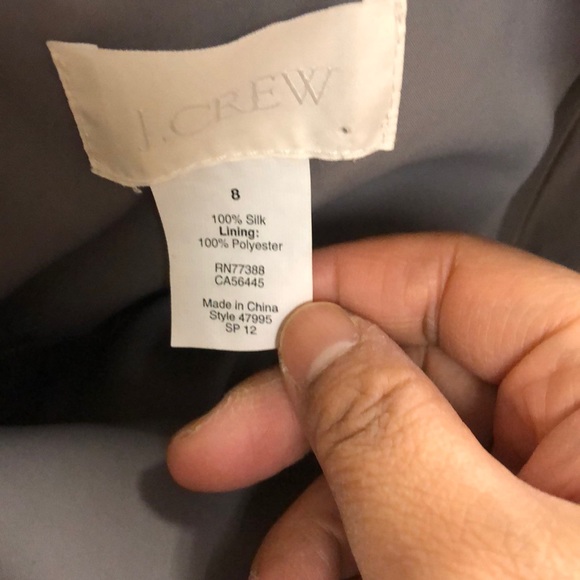 J.CREW
8
100% Silk
Lining:
100% Polyester
RN77388
CA56445
Made in China
Style 47995
SP 12